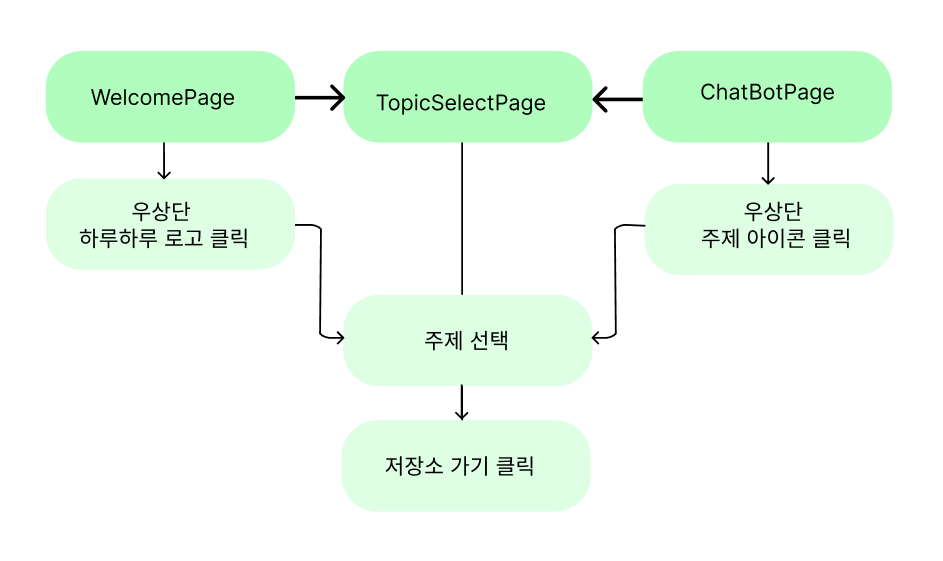 WelcomePage
TopicSelectPage
ChatBotPage
우상단
하루하루 로고 클릭
우상단
주제 아이콘 클릭
주제 선택
저장소 가기 클릭